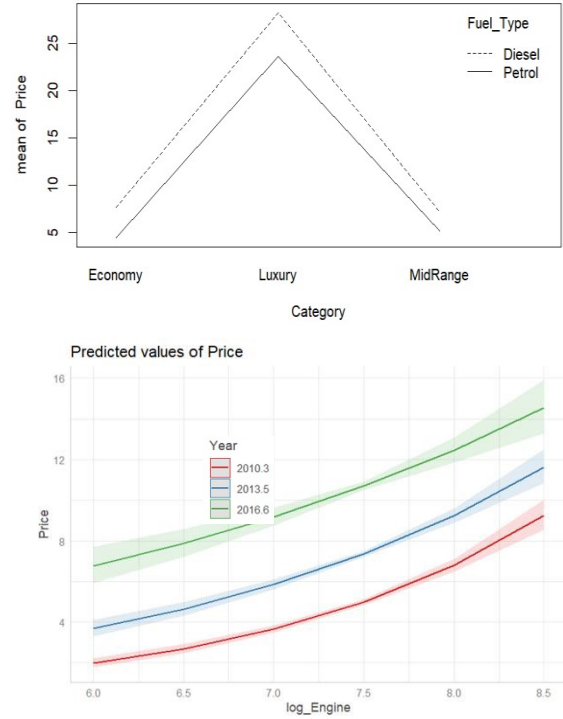 Fuel_Type
Diesel
Petrol
mean of Price
25
20
15
10
5
Economy Luxury MidRange
Category
Predicted values of Price
Year
2010.3
2013.5
2016.6
Price
16
12
8
4
6.0 6.5 7.0 7.5 8.0 8.5
log_Engine